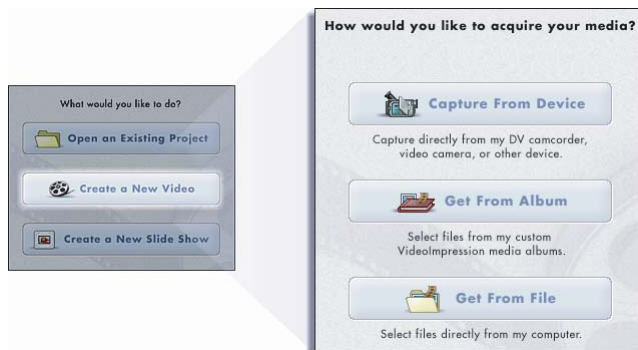 What would you like to do?
Open an Existing Project
Create a New Video
Create a New Slide Show
How would you like to acquire your media?
Capture From Device
Capture directly from my DV camcorder,
video camera, or other device.
Get From Album
Select files from my custom
VideoImpression media albums.
Get From File
Select files directly from my computer.